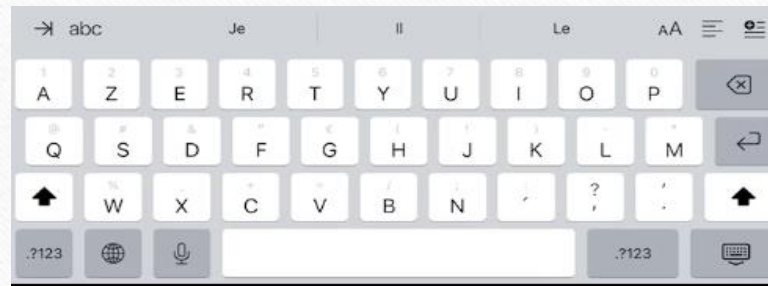 abc Je Il Le AA
1 2 3 4 5 6 7 8 9 0
A Z E R T Y U I O P
@ # & " € ( ! ) - *
Q S D F G H J K L M
% - + = / ; : ? '
W X C V B N ´ , .
.?123 .?123